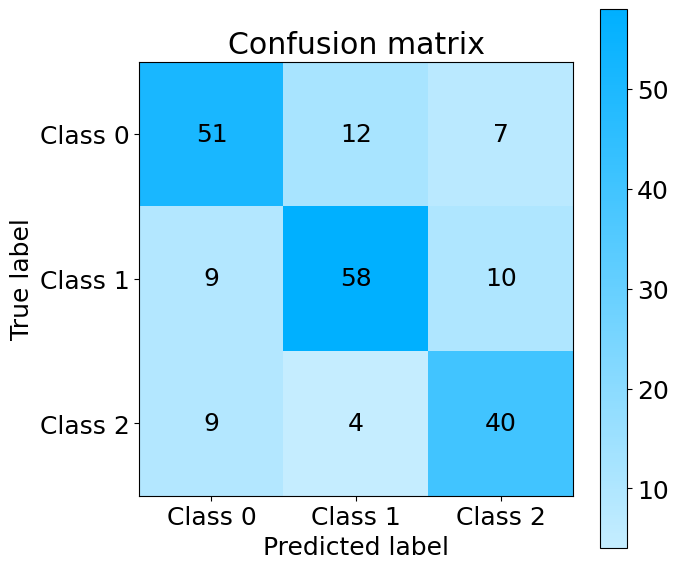 Confusion matrix
Class 0 51 12 7
Class 1 9 58 10
Class 2 9 4 40
Class 0 Class 1 Class 2
Predicted label
True label
50
40
30
20
10